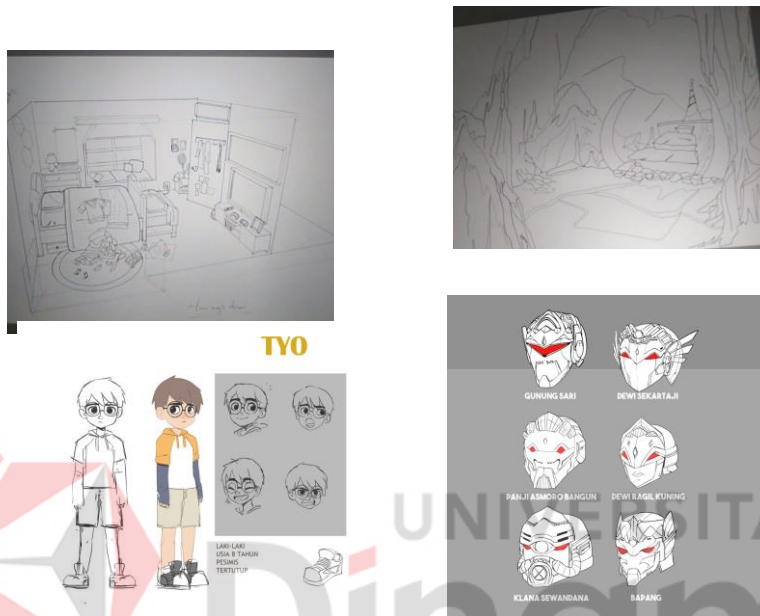 TYO
LAKI-LAKI
USIA 8 TAHUN
PESIMIS
TERTUTUP
GUNUNG SARI
DEWI SEKARTAJI
PANJI ASMORO BANGUN
DEWI RAGIL KUNING
KLANA SEWANDANA
BAPANG
UNIVERSITA
Dinam